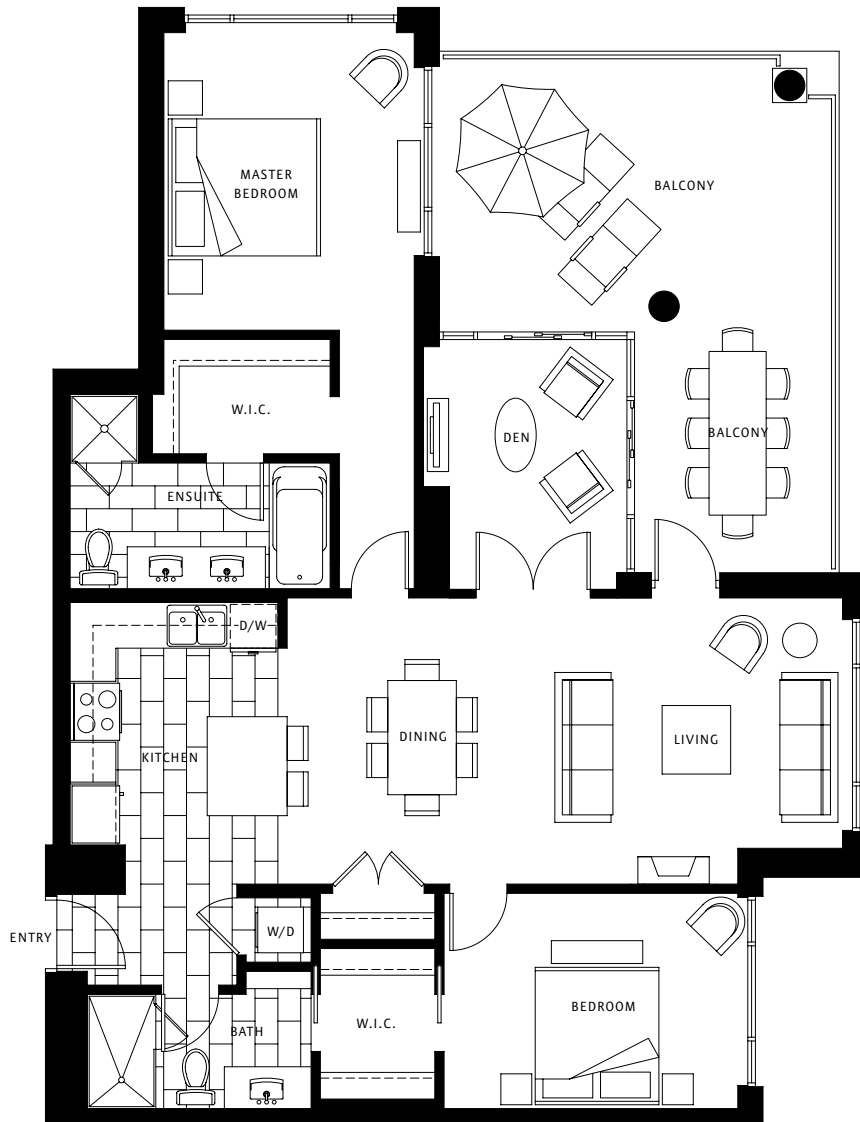 MASTER
BEDROOM
BALCONY
W.I.C.
DEN
BALCONY
ENSUITE
D/W
KITCHEN
DINING
LIVING
ENTRY
W/D
BATH
W.I.C.
BEDROOM